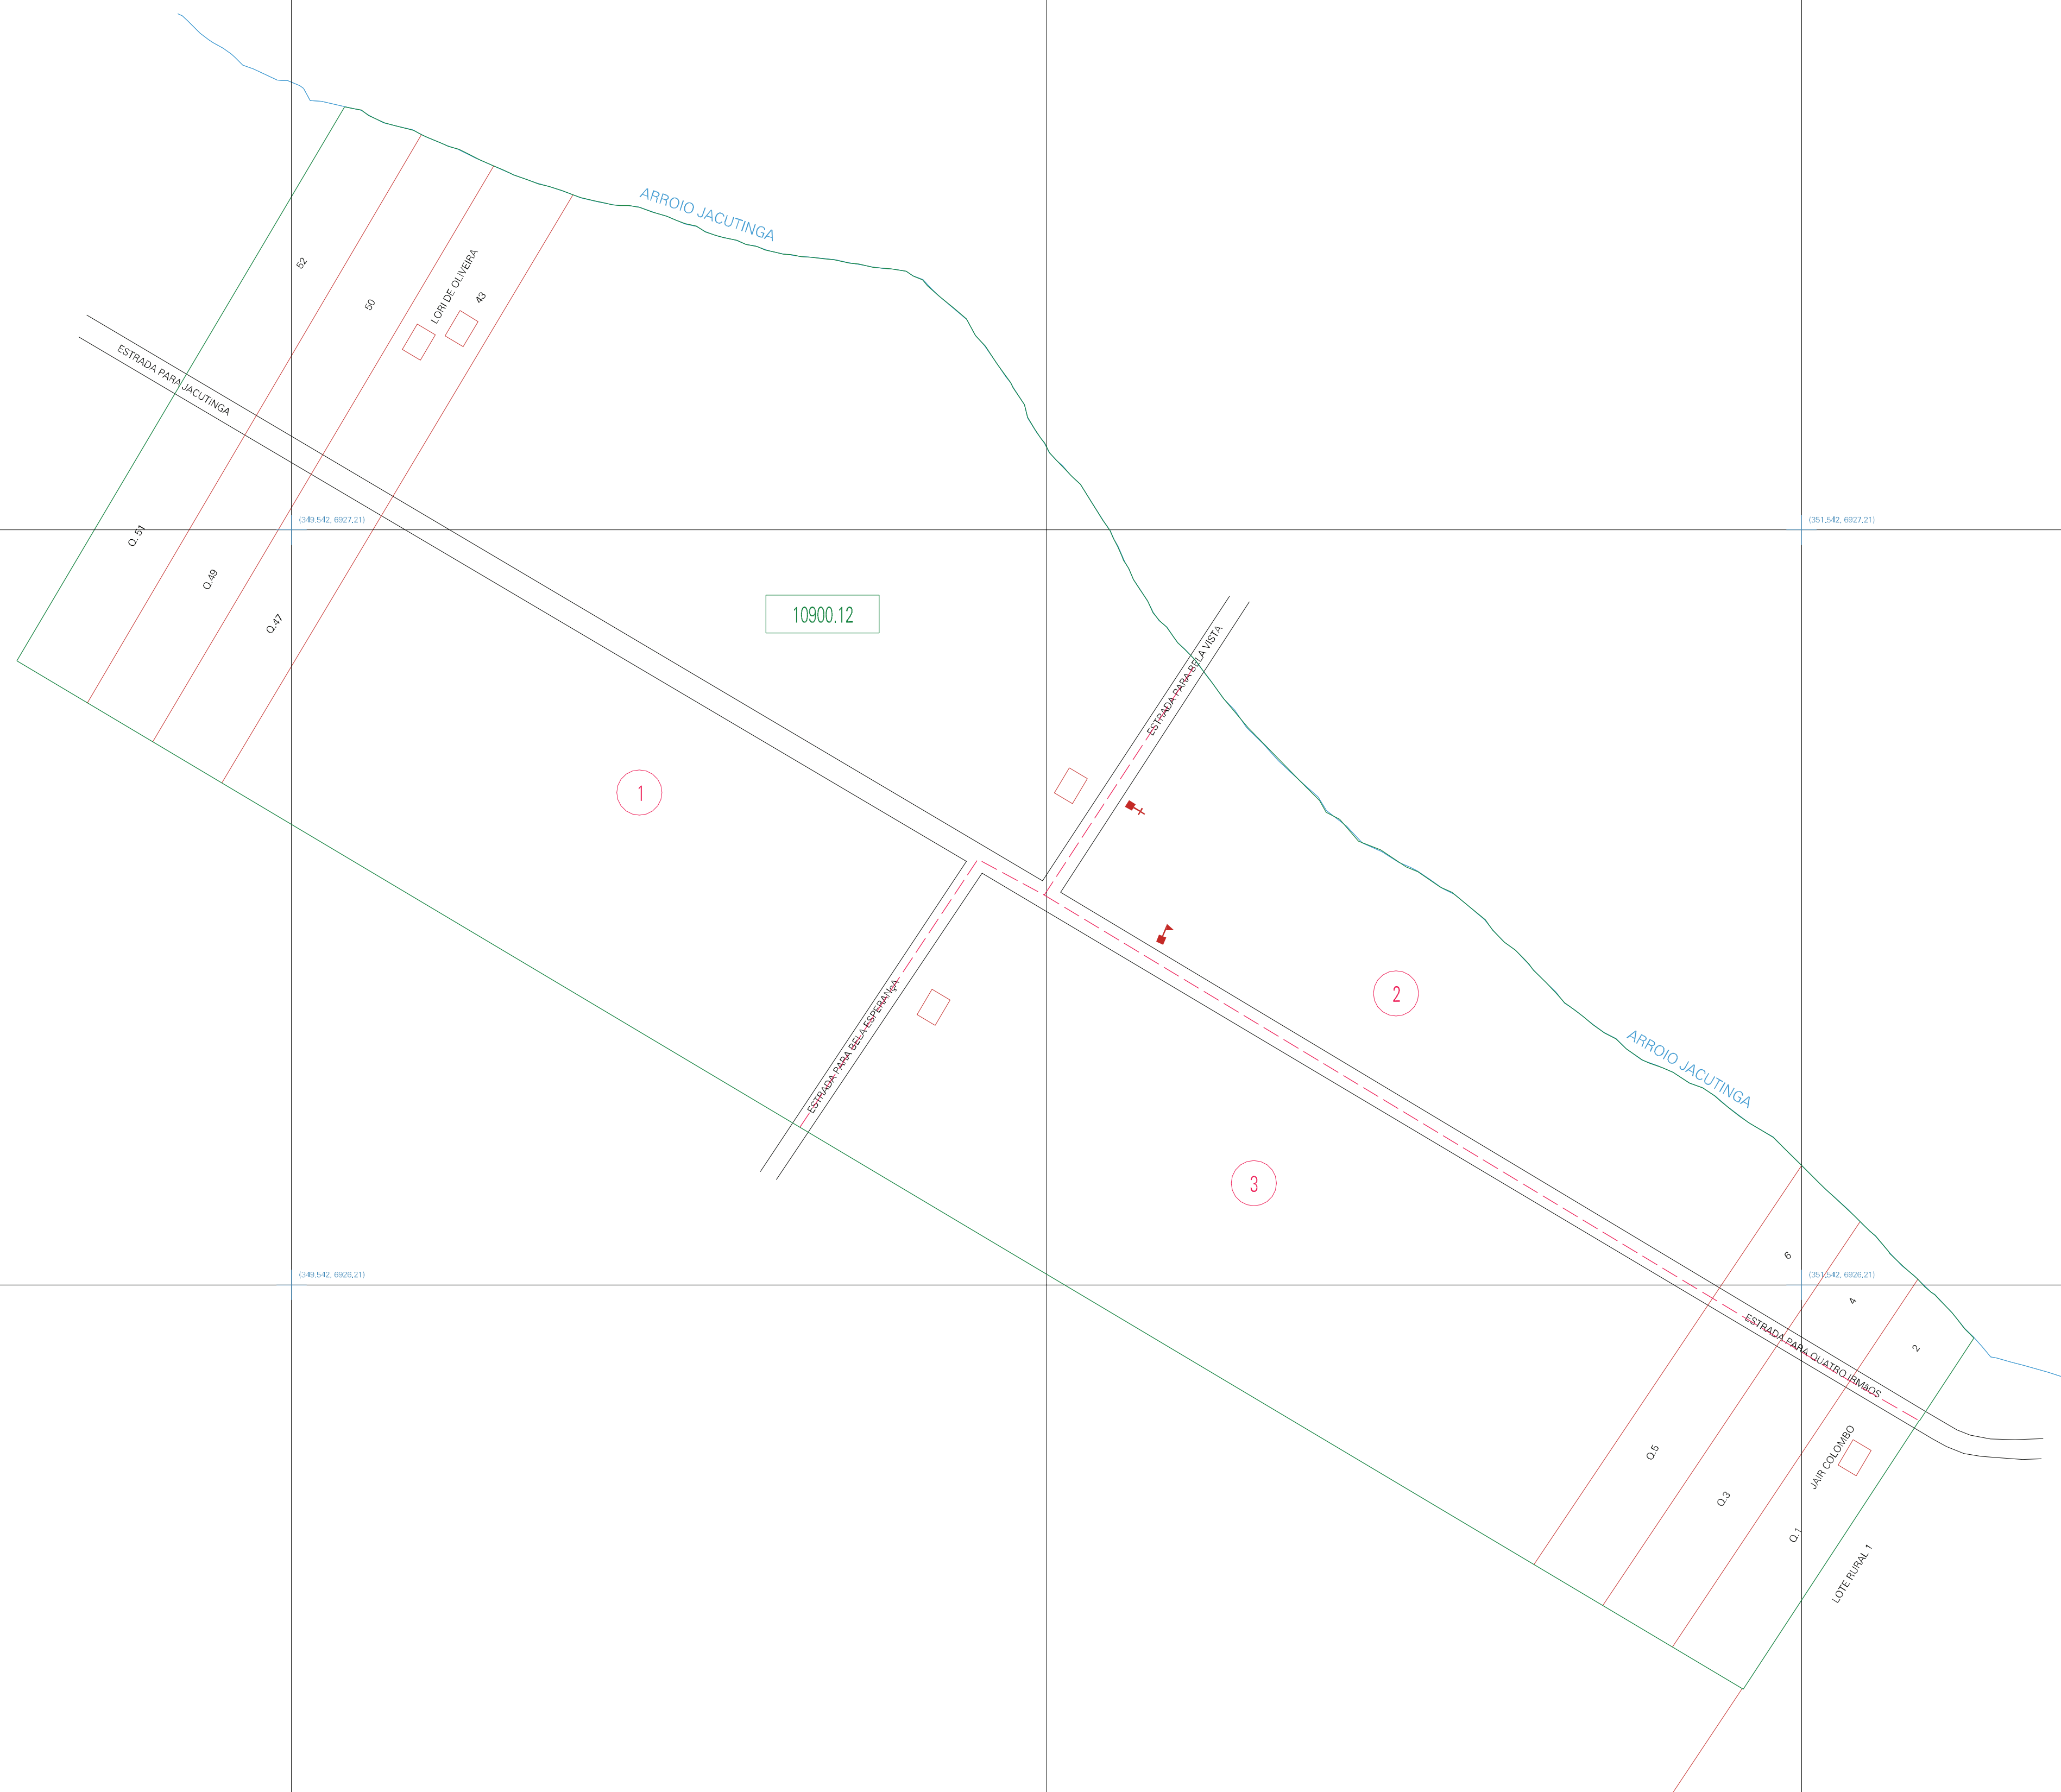 ARROIO JACUTINGA
52
50
LORI DE OLIVEIRA
43
ESTRADA PARA JACUTINGA
(349,542, 6927,21)
(351,542, 6927,21)
Q. 51
Q.49
Q.47
10900.12
ESTRADA PARA BELA VISTA
1
2
ESTRADA PARA BELA ESPERANçA
ARROIO JACUTINGA
3
6
(349,542, 6926,21)
(351,542, 6926,21)
4
ESTRADA PARA QUATRO IRMãOS
2
Q.5
JAIR COLOMBO
Q.3
Q.1
LOTE RURAL 1